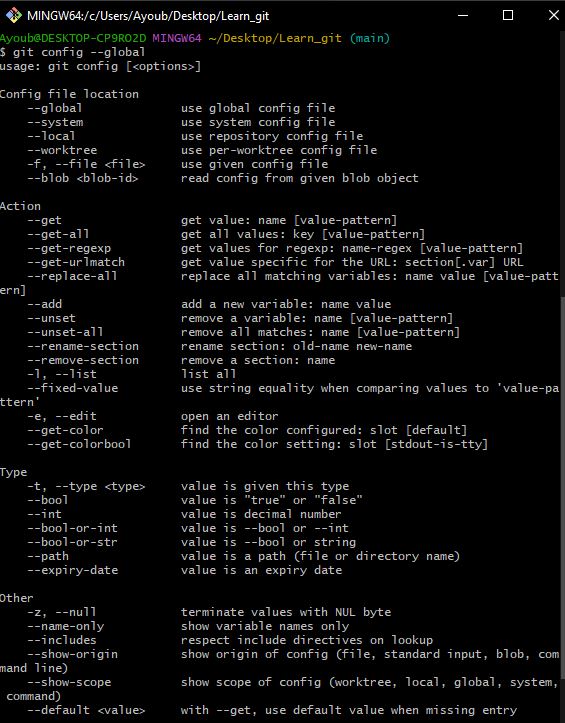 MINGW64:/c/Users/Ayoub/Desktop/Learn_git
Ayoub@DESKTOP-CP9RO2D MINGW64 ~/Desktop/Learn_git (main)
$ git config --global
usage: git config [<options>]
Config file location
--global use global config file
--system use system config file
--local use repository config file
--worktree use per-worktree config file
-f, --file <file> use given config file
--blob <blob-id> read config from given blob object
Action
--get get value: name [value-pattern]
--get-all get all values: key [value-pattern]
--get-regexp get values for regexp: name-regex [value-pattern]
--get-urlmatch get value specific for the URL: section[.var] URL
--replace-all replace all matching variables: name value [value-patt
ern]
--add add a new variable: name value
--unset remove a variable: name [value-pattern]
--unset-all remove all matches: name [value-pattern]
--rename-section rename section: old-name new-name
--remove-section remove a section: name
-l, --list list all
--fixed-value use string equality when comparing values to 'value-pa
ttern'
-e, --edit open an editor
--get-color find the color configured: slot [default]
--get-colorbool find the color setting: slot [stdout-is-tty]
Type
-t, --type <type> value is given this type
--bool value is "true" or "false"
--int value is decimal number
--bool-or-int value is --bool or --int
--bool-or-str value is --bool or string
--path value is a path (file or directory name)
--expiry-date value is an expiry date
Other
-z, --null terminate values with NUL byte
--name-only show variable names only
--includes respect include directives on lookup
--show-origin show origin of config (file, standard input, blob, com
mand line)
--show-scope show scope of config (worktree, local, global, system,
command)
--default <value> with --get, use default value when missing entry